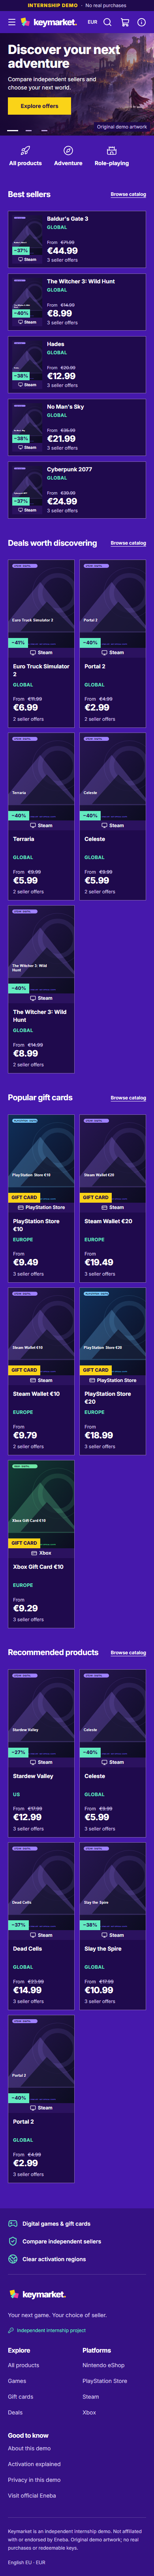 INTERNSHIP DEMO · No real purchases
keymarket.
EUR
Discover your next
adventure
Compare independent sellers and
choose your next world.
Explore offers
Original demo artwork
All products
Adventure
Role-playing
Best sellers
Browse catalog
Baldur's Gate 3
GLOBAL
From €71.99
€44.99
3 seller offers
-37%
Steam
The Witcher 3: Wild Hunt
GLOBAL
From €14.99
€8.99
3 seller offers
-40%
Steam
Hades
GLOBAL
From €20.99
€12.99
3 seller offers
-38%
Steam
No Man's Sky
GLOBAL
From €35.99
€21.99
3 seller offers
-38%
Steam
Cyberpunk 2077
GLOBAL
From €39.99
€24.99
3 seller offers
-37%
Steam
Deals worth discovering
Browse catalog
Euro Truck Simulator 2
-41%
Steam
Euro Truck Simulator
2
GLOBAL
From €11.89
€6.99
2 seller offers
Portal 2
-40%
Steam
Portal 2
GLOBAL
From €4.99
€2.99
2 seller offers
Terraria
-40%
Steam
Terraria
GLOBAL
From €9.99
€5.99
2 seller offers
Celeste
-40%
Steam
Celeste
GLOBAL
From €9.99
€5.99
2 seller offers
The Witcher 3: Wild
Hunt
-40%
Steam
The Witcher 3: Wild
Hunt
GLOBAL
From €14.99
€8.99
2 seller offers
Popular gift cards
Browse catalog
PlayStation Store €10
GIFT CARD
PlayStation Store
PlayStation Store
€10
EUROPE
From
€9.49
3 seller offers
Steam Wallet €20
GIFT CARD
Steam
Steam Wallet €20
EUROPE
From
€19.49
3 seller offers
Steam Wallet €10
GIFT CARD
Steam
Steam Wallet €10
EUROPE
From
€9.79
2 seller offers
PlayStation Store €20
GIFT CARD
PlayStation Store
PlayStation Store
€20
EUROPE
From
€18.99
3 seller offers
Xbox Gift Card €10
GIFT CARD
Xbox
Xbox Gift Card €10
EUROPE
From
€9.29
3 seller offers
Recommended products
Browse catalog
Stardew Valley
-27%
Steam
Stardew Valley
US
From €17.99
€12.99
3 seller offers
Celeste
-40%
Steam
Celeste
GLOBAL
From €9.99
€5.99
3 seller offers
Dead Cells
-37%
Steam
Dead Cells
GLOBAL
From €23.99
€14.99
3 seller offers
Slay the Spire
-38%
Steam
Slay the Spire
GLOBAL
From €17.99
€10.99
3 seller offers
Portal 2
-40%
Steam
Portal 2
GLOBAL
From €4.99
€2.99
3 seller offers
Digital games & gift cards
Compare independent sellers
Clear activation regions
keymarket.
Your next game. Your choice of seller.
Independent internship project
Explore
All products
Games
Gift cards
Deals
Platforms
Nintendo eShop
PlayStation Store
Steam
Xbox
Good to know
About this demo
Activation explained
Privacy in this demo
Visit official Eneba
Keymarket is an independent internship demo. Not affiliated
with or endorsed by Eneba. Original demo artwork; no real
purchases or redeemable keys.
English EU · EUR